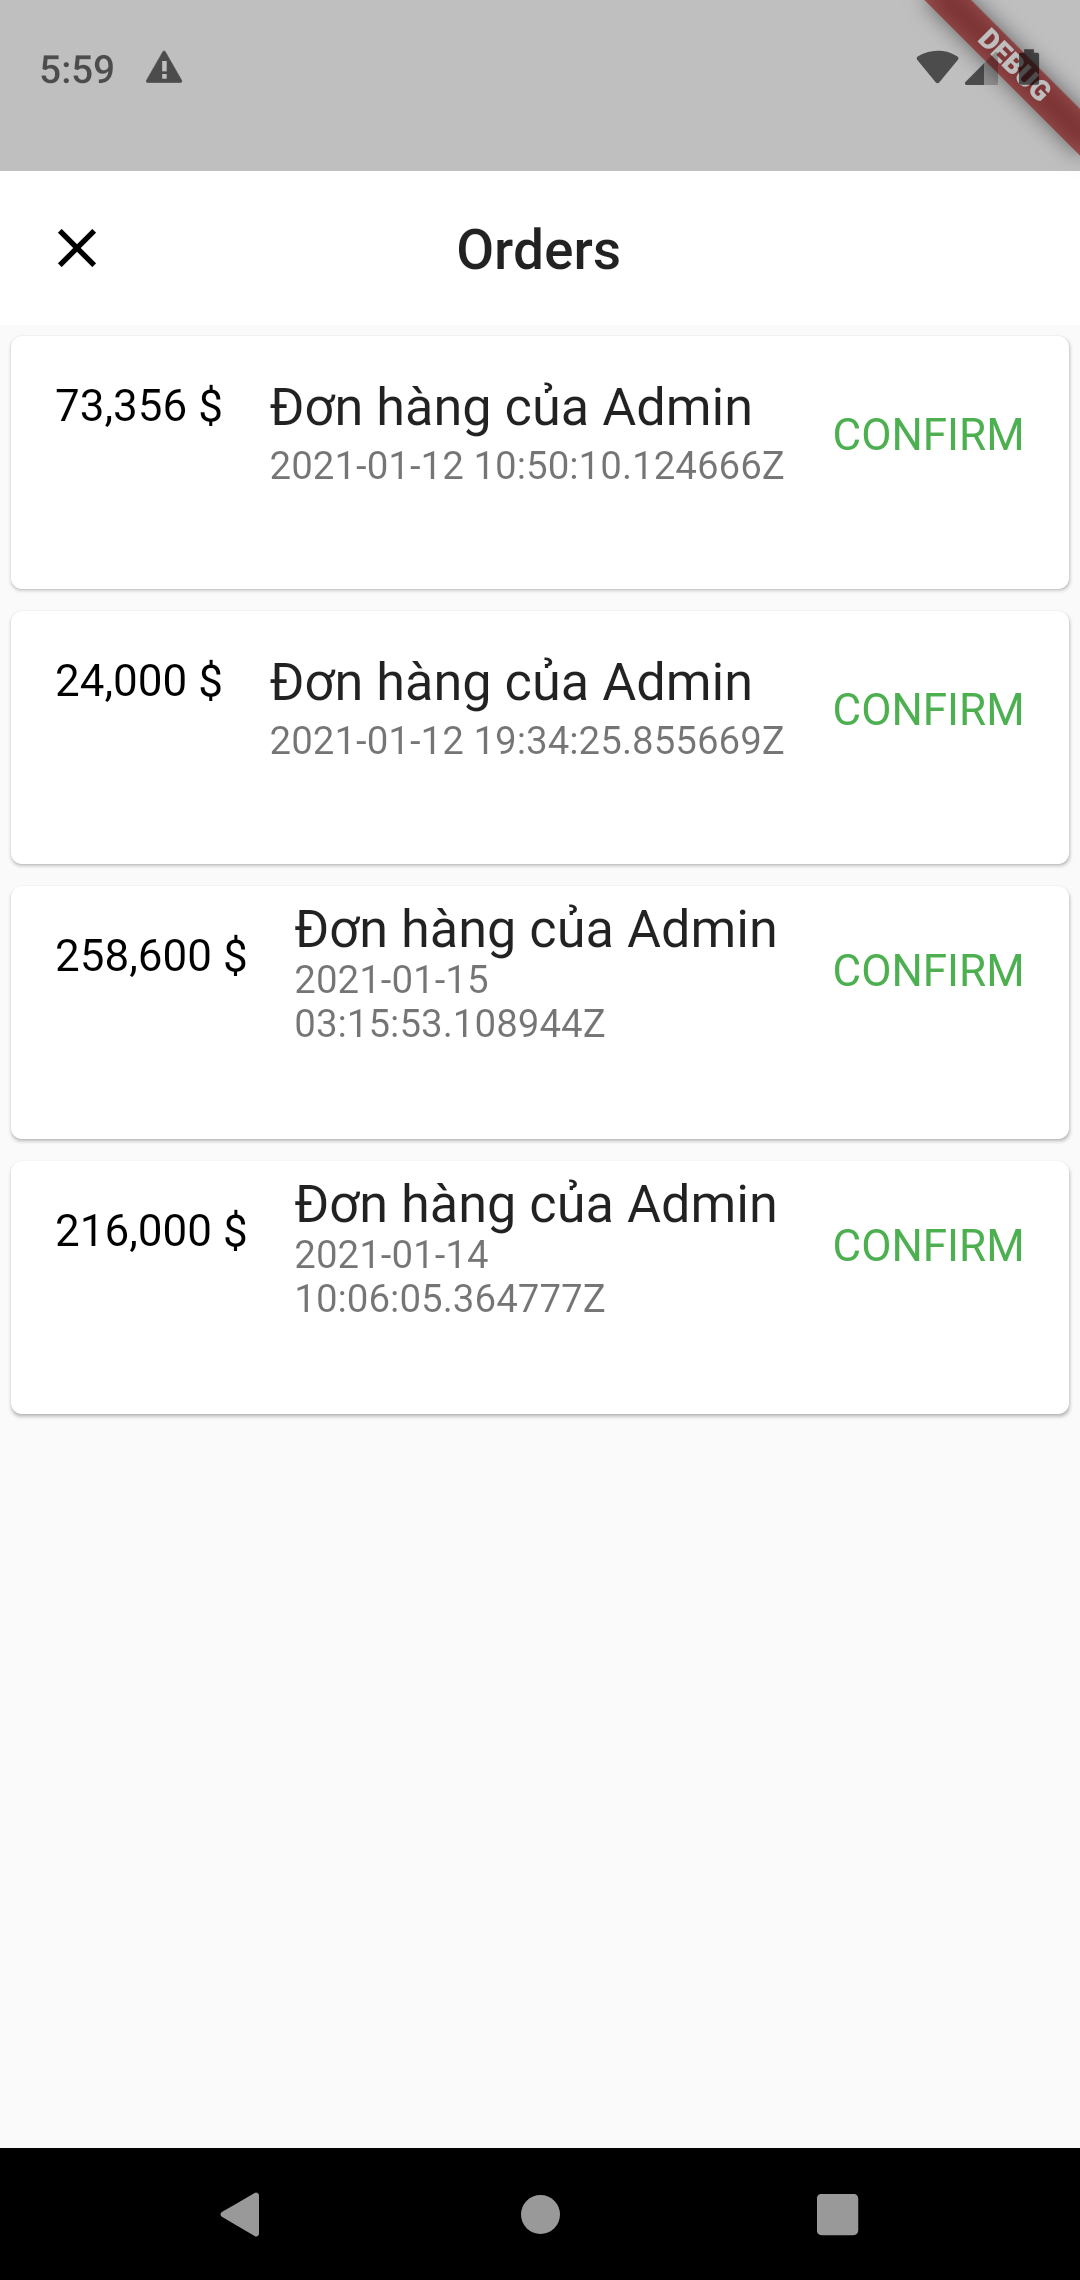 5:59
DEBUG
Orders
73,356 $
Đơn hàng của Admin
2021-01-12 10:50:10.124666Z
CONFIRM
24,000 $
Đơn hàng của Admin
2021-01-12 19:34:25.855669Z
CONFIRM
258,600 $
Đơn hàng của Admin
2021-01-15
03:15:53.108944Z
CONFIRM
216,000 $
Đơn hàng của Admin
2021-01-14
10:06:05.364777Z
CONFIRM